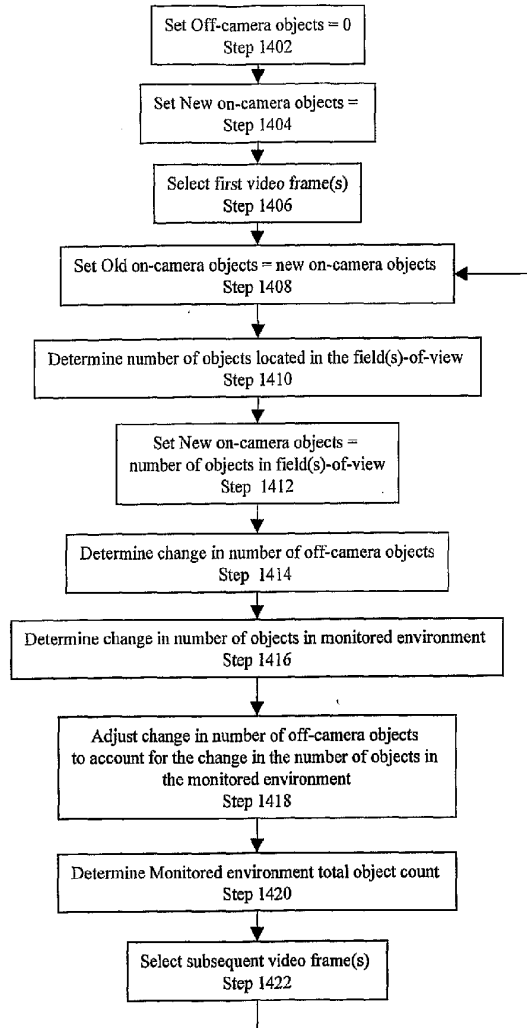 Set Off-camera objects = 0
Step 1402
Set New on-camera objects =
Step 1404
Select first video frame(s)
Step 1406
Set Old on-camera objects = new on-camera objects
Step 1408
Determine number of objects located in the field(s)-of-view
Step 1410
Set New on-camera objects =
number of objects in field(s)-of-view
Step 1412
Determine change in number of off-camera objects
Step 1414
Determine change in number of objects in monitored environment
Step 1416
Adjust change in number of off-camera objects
to account for the change in the number of objects in
the monitored environment
Step 1418
Determine Monitored environment total object count
Step 1420
Select subsequent video frame(s)
Step 1422